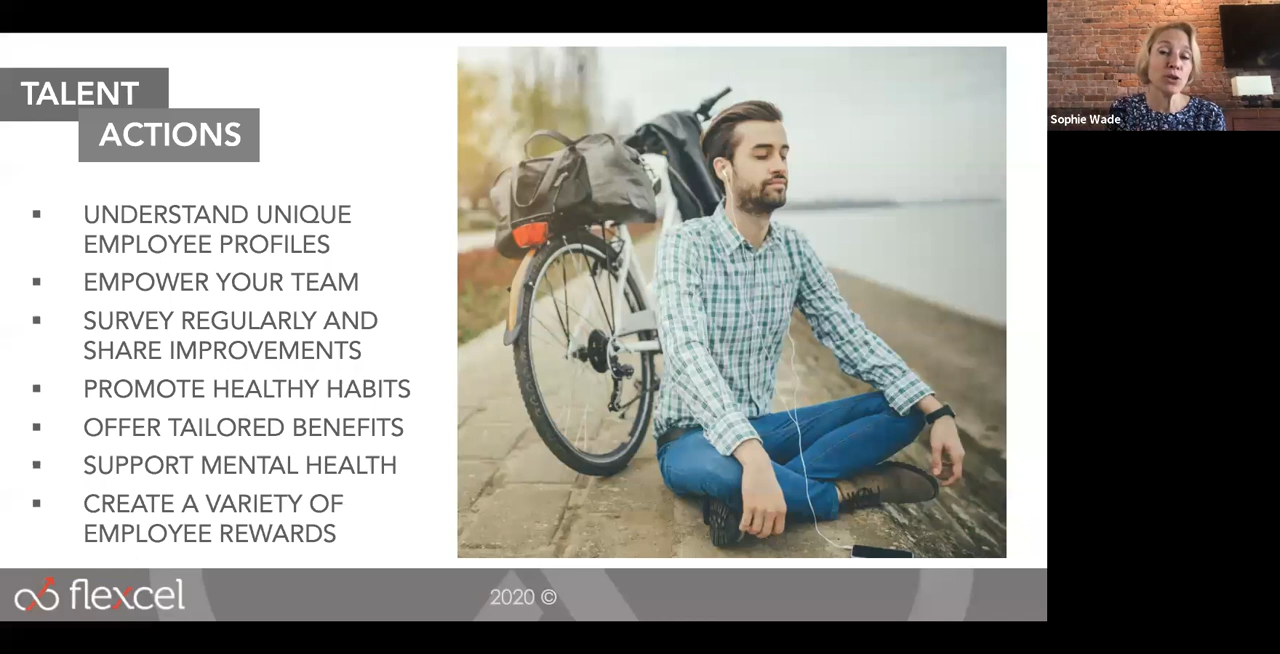 TALENT
ACTIONS
▪ UNDERSTAND UNIQUE
EMPLOYEE PROFILES
▪ EMPOWER YOUR TEAM
▪ SURVEY REGULARLY AND
SHARE IMPROVEMENTS
▪ PROMOTE HEALTHY HABITS
▪ OFFER TAILORED BENEFITS
▪ SUPPORT MENTAL HEALTH
▪ CREATE A VARIETY OF
EMPLOYEE REWARDS
flexcel
2020 ©
Sophie Wade